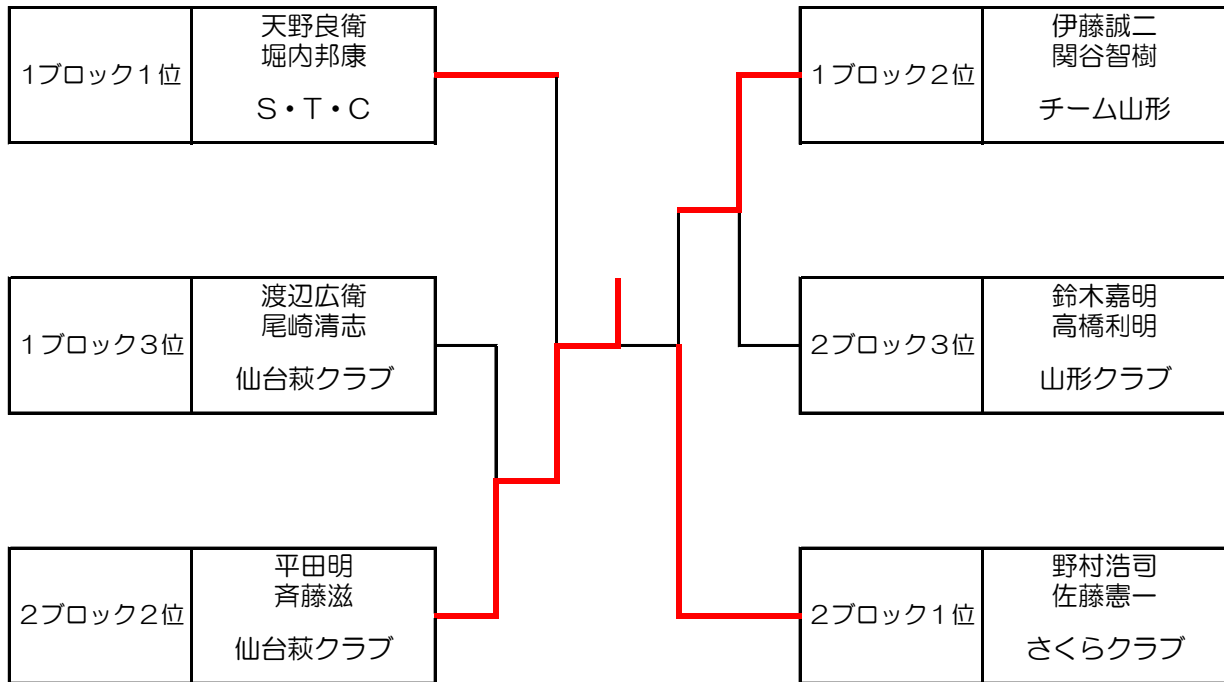 1ブロック1位
天野良衛
堀内邦康
S・T・C
1ブロック3位
渡辺広衛
尾崎清志
仙台萩クラブ
2ブロック2位
平田明
斉藤滋
仙台萩クラブ
1ブロック2位
伊藤誠二
関谷智樹
チーム山形
2ブロック3位
鈴木嘉明
高橋利明
山形クラブ
2ブロック1位
野村浩司
佐藤憲一
さくらクラブ